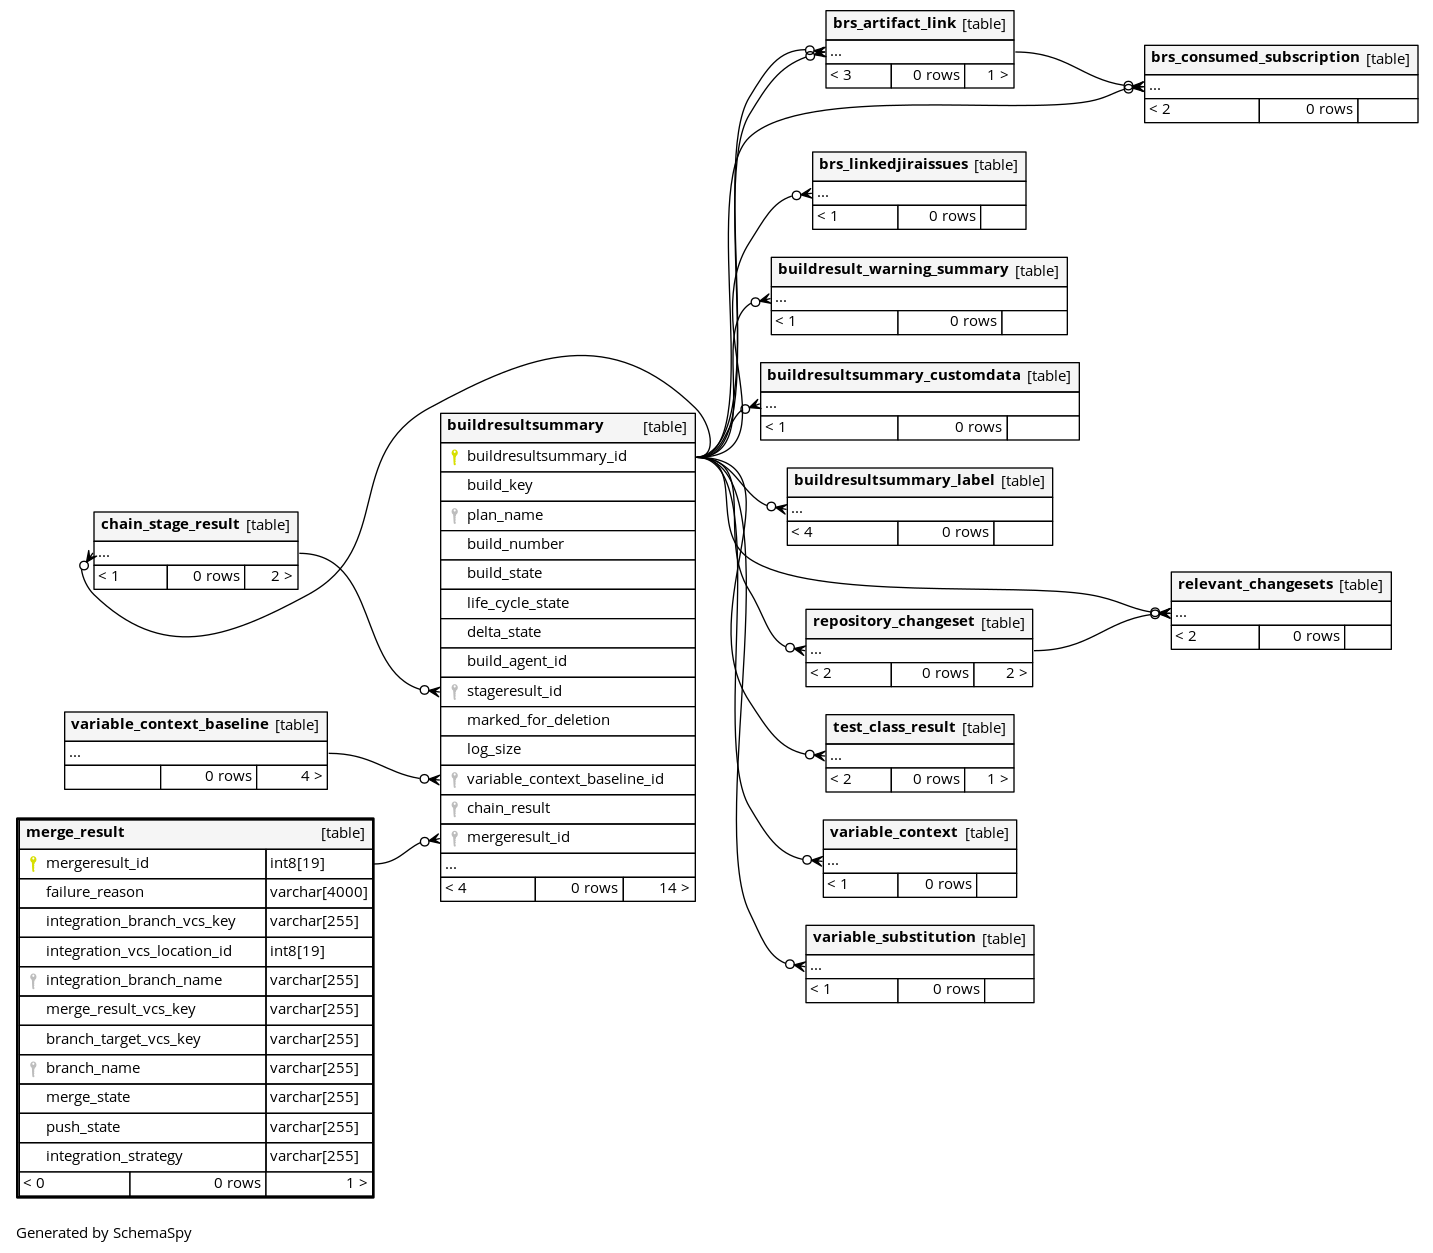 brs_artifact_link [table]
...
< 3 0 rows 1 >
brs_consumed_subscription [table]
...
< 2 0 rows
brs_linkedjiraissues [table]
...
< 1 0 rows
buildresult_warning_summary [table]
...
< 1 0 rows
buildresultsummary_customdata [table]
...
< 1 0 rows
buildresultsummary [table]
buildresultsummary_id
build_key
plan_name
build_number
build_state
life_cycle_state
delta_state
build_agent_id
stageresult_id
marked_for_deletion
log_size
variable_context_baseline_id
chain_result
mergeresult_id
...
< 4 0 rows 14 >
buildresultsummary_label [table]
...
< 4 0 rows
chain_stage_result [table]
...
< 1 0 rows 2 >
relevant_changesets [table]
...
< 2 0 rows
repository_changeset [table]
...
< 2 0 rows 2 >
variable_context_baseline [table]
...
0 rows 4 >
test_class_result [table]
...
< 2 0 rows 1 >
merge_result [table]
mergeresult_id int8[19]
failure_reason varchar[4000]
integration_branch_vcs_key varchar[255]
integration_vcs_location_id int8[19]
integration_branch_name varchar[255]
merge_result_vcs_key varchar[255]
branch_target_vcs_key varchar[255]
branch_name varchar[255]
merge_state varchar[255]
push_state varchar[255]
integration_strategy varchar[255]
< 0 0 rows 1 >
variable_context [table]
...
< 1 0 rows
variable_substitution [table]
...
< 1 0 rows
Generated by SchemaSpy